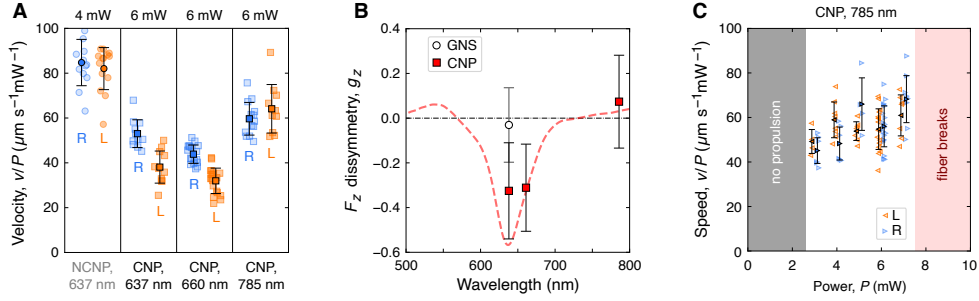 A
4 mW 6 mW 6 mW 6 mW
Velocity, v/P (μm s⁻¹mW⁻¹)
100
80
60
40
20
0
R L
R L
R L
R L
NCNP, 637 nm
CNP, 637 nm
CNP, 660 nm
CNP, 785 nm
B
F_z dissymmetry, g_z
0.4
0.2
0.0
-0.2
-0.4
-0.6
GNS
CNP
500 600 700 800
Wavelength (nm)
C
CNP, 785 nm
Speed, v/P (μm s⁻¹mW⁻¹)
100
80
60
40
20
0
no propulsion
fiber breaks
L
R
0 2 4 6 8 10
Power, P (mW)